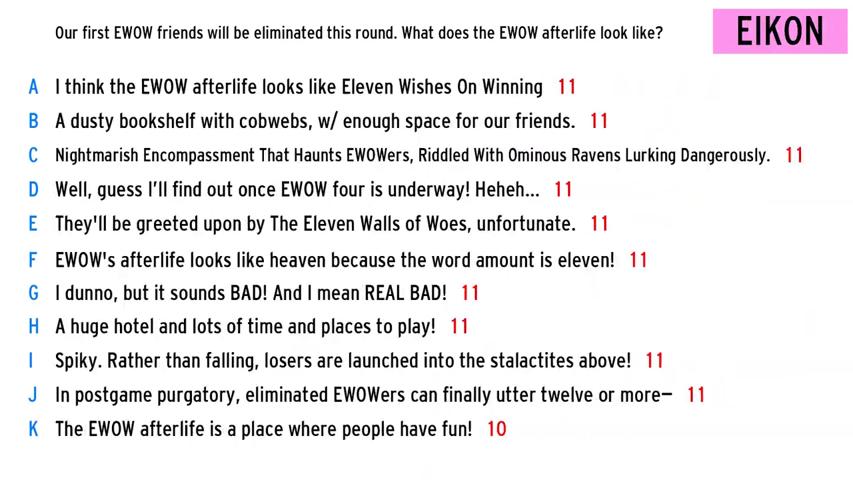 Our first EWOW friends will be eliminated this round. What does the EWOW afterlife look like?
EIKON
A I think the EWOW afterlife looks like Eleven Wishes On Winning 11
B A dusty bookshelf with cobwebs, w/ enough space for our friends. 11
C Nightmarish Encompassment That Haunts EWOWers, Riddled With Ominous Ravens Lurking Dangerously. 11
D Well, guess I'll find out once EWOW four is underway! Heheh... 11
E They'll be greeted upon by The Eleven Walls of Woes, unfortunate. 11
F EWOW's afterlife looks like heaven because the word amount is eleven! 11
G I dunno, but it sounds BAD! And I mean REAL BAD! 11
H A huge hotel and lots of time and places to play! 11
I Spiky. Rather than falling, losers are launched into the stalactites above! 11
J In postgame purgatory, eliminated EWOWers can finally utter twelve or more— 11
K The EWOW afterlife is a place where people have fun! 10